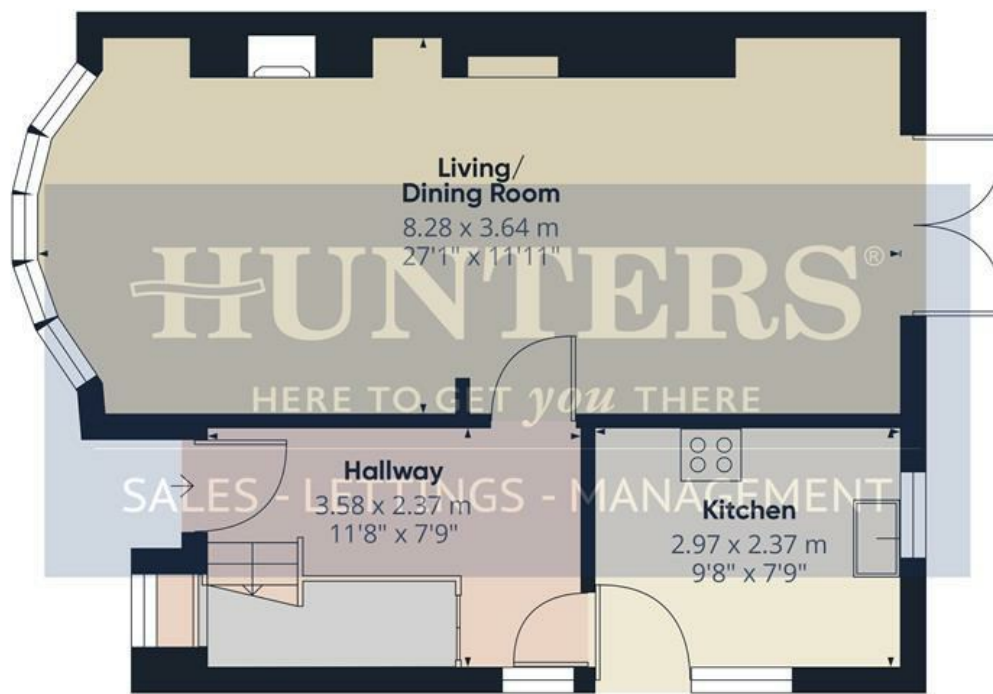 Living/
Dining Room
8.28 x 3.64 m
27'1" x 11'11"
HUNTERS®
HERE TO GET you THERE
SALES - LETTINGS - MANAGEMENT
Hallway
3.58 x 2.37 m
11'8" x 7'9"
Kitchen
2.97 x 2.37 m
9'8" x 7'9"